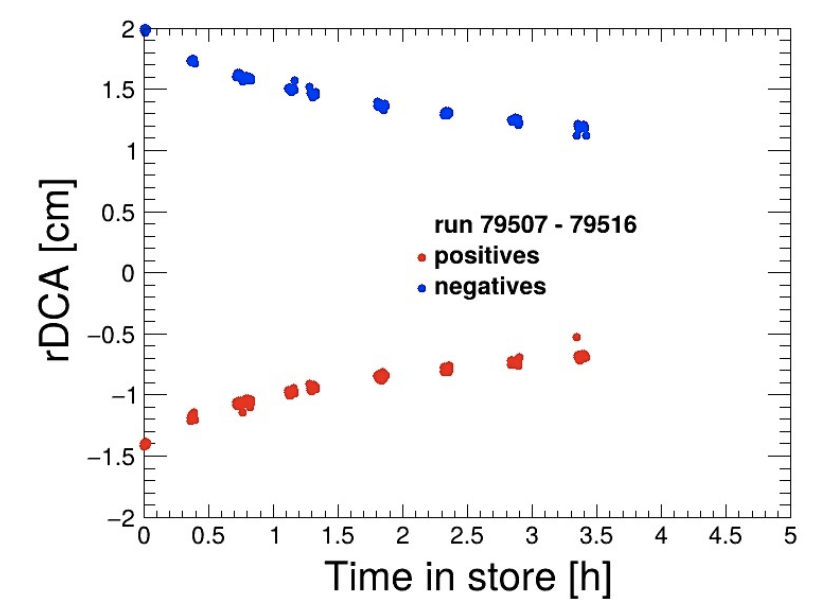 2
1.5
1
0.5
0
−0.5
−1
−1.5
−2
rDCA [cm]
run 79507 - 79516
positives
negatives
0 0.5 1 1.5 2 2.5 3 3.5 4 4.5 5
Time in store [h]